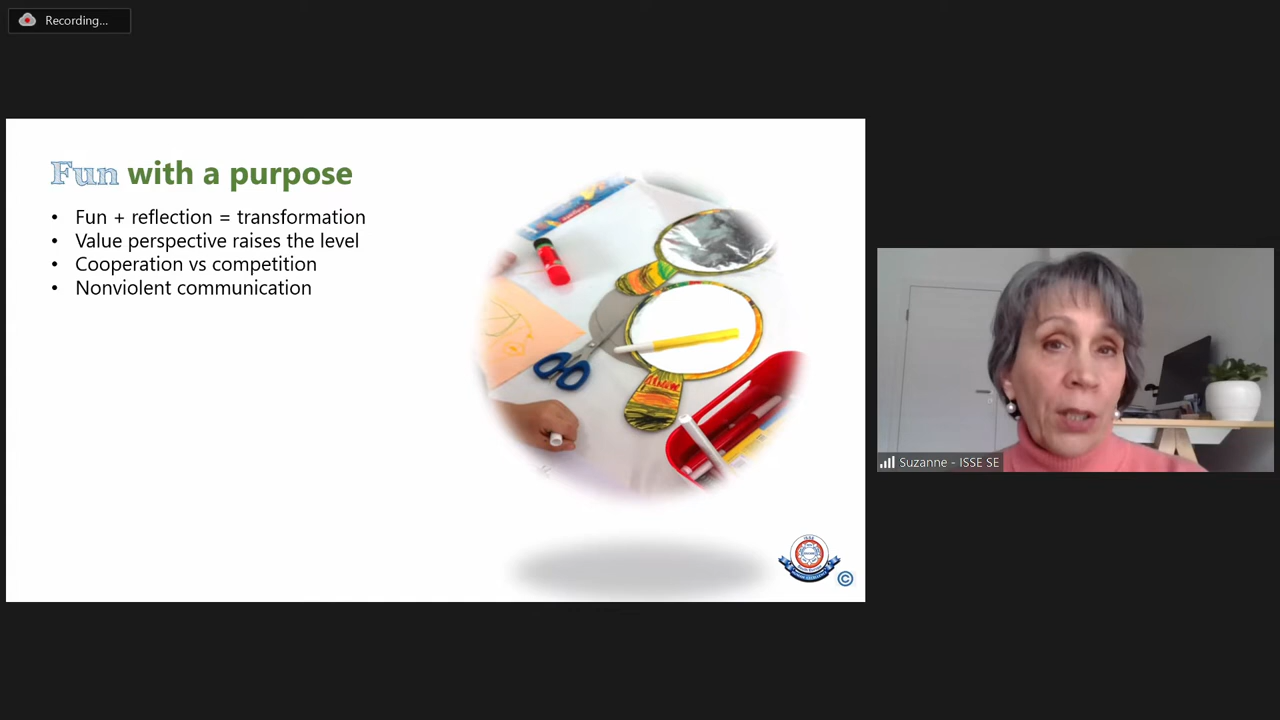 Recording...
Fun with a purpose
• Fun + reflection = transformation
• Value perspective raises the level
• Cooperation vs competition
• Nonviolent communication
ISSE
©
Suzanne - ISSE SE